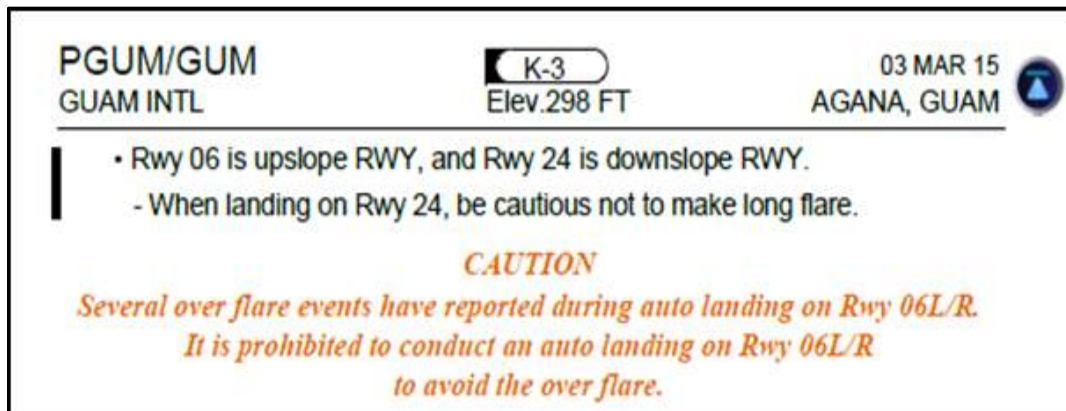 PGUM/GUM
K-3
03 MAR 15
GUAM INTL
Elev.298 FT
AGANA, GUAM
• Rwy 06 is upslope RWY, and Rwy 24 is downslope RWY.
- When landing on Rwy 24, be cautious not to make long flare.
CAUTION
Several over flare events have reported during auto landing on Rwy 06L/R.
It is prohibited to conduct an auto landing on Rwy 06L/R
to avoid the over flare.